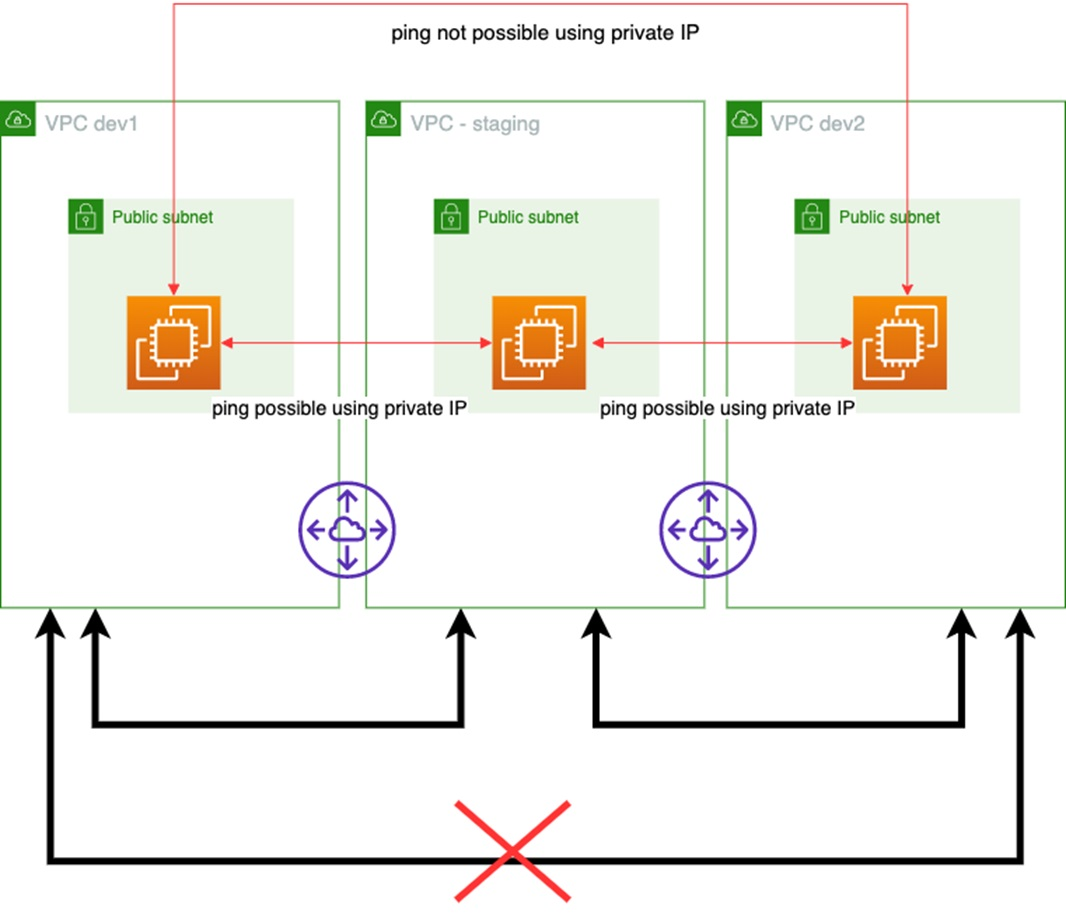 ping not possible using private IP
VPC dev1
VPC - staging
VPC dev2
Public subnet
Public subnet
Public subnet
ping possible using private IP
ping possible using private IP